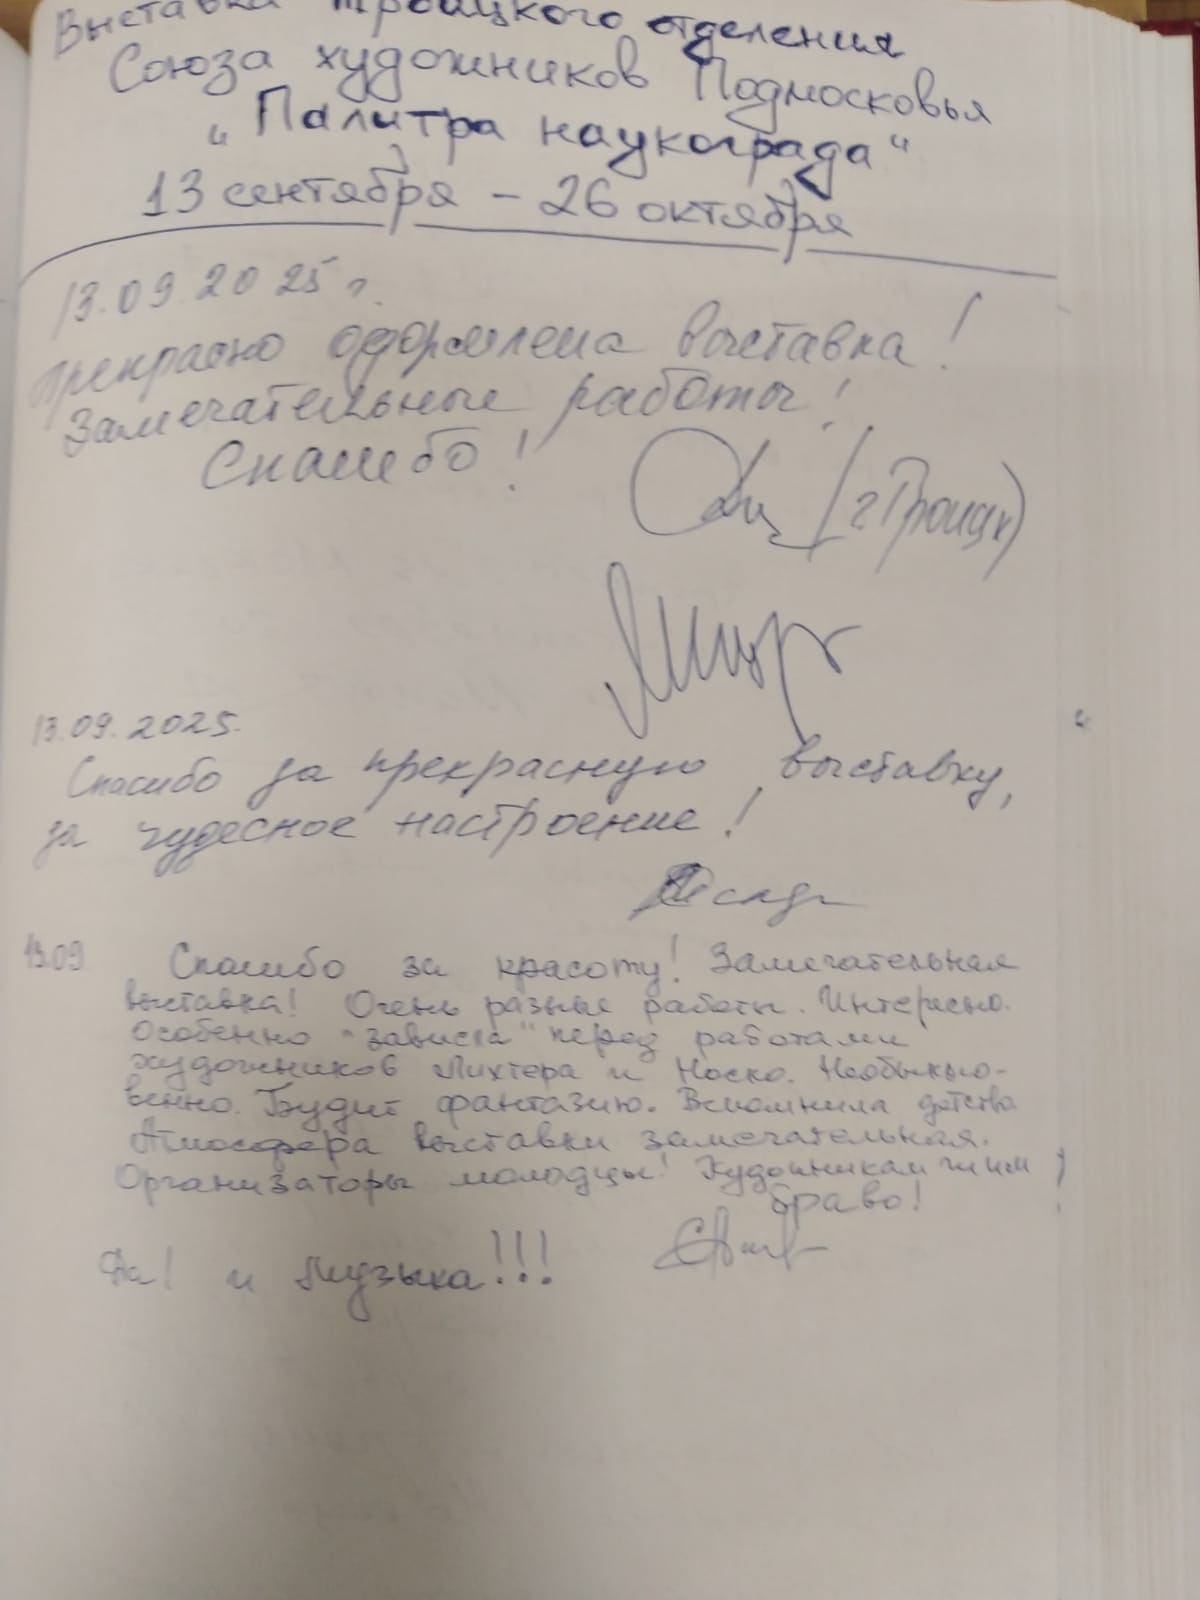 Выставка Троицкого отделения
Союза художников Подмосковья
„Палитра наукограда“
13 сентября – 26 октября
13.09.2025 г.
Прекрасно оформлена выставка!
Замечательные работы!
Спасибо!
(г Троицк)
13.09.2025.
Спасибо за прекрасную выставку,
за чудесное настроение!
13.09 Спасибо за красоту! Замечательная
выставка! Очень разные работы. Интересно.
Особенно "зависла" перед работами
художников Лихтера и Носко. Необыкно-
венно. Будит фантазию. Вспомнила детство
Атмосфера выставки замечательная.
Организаторы молодцы! Художникам
браво!
Да! и Музыка!!!